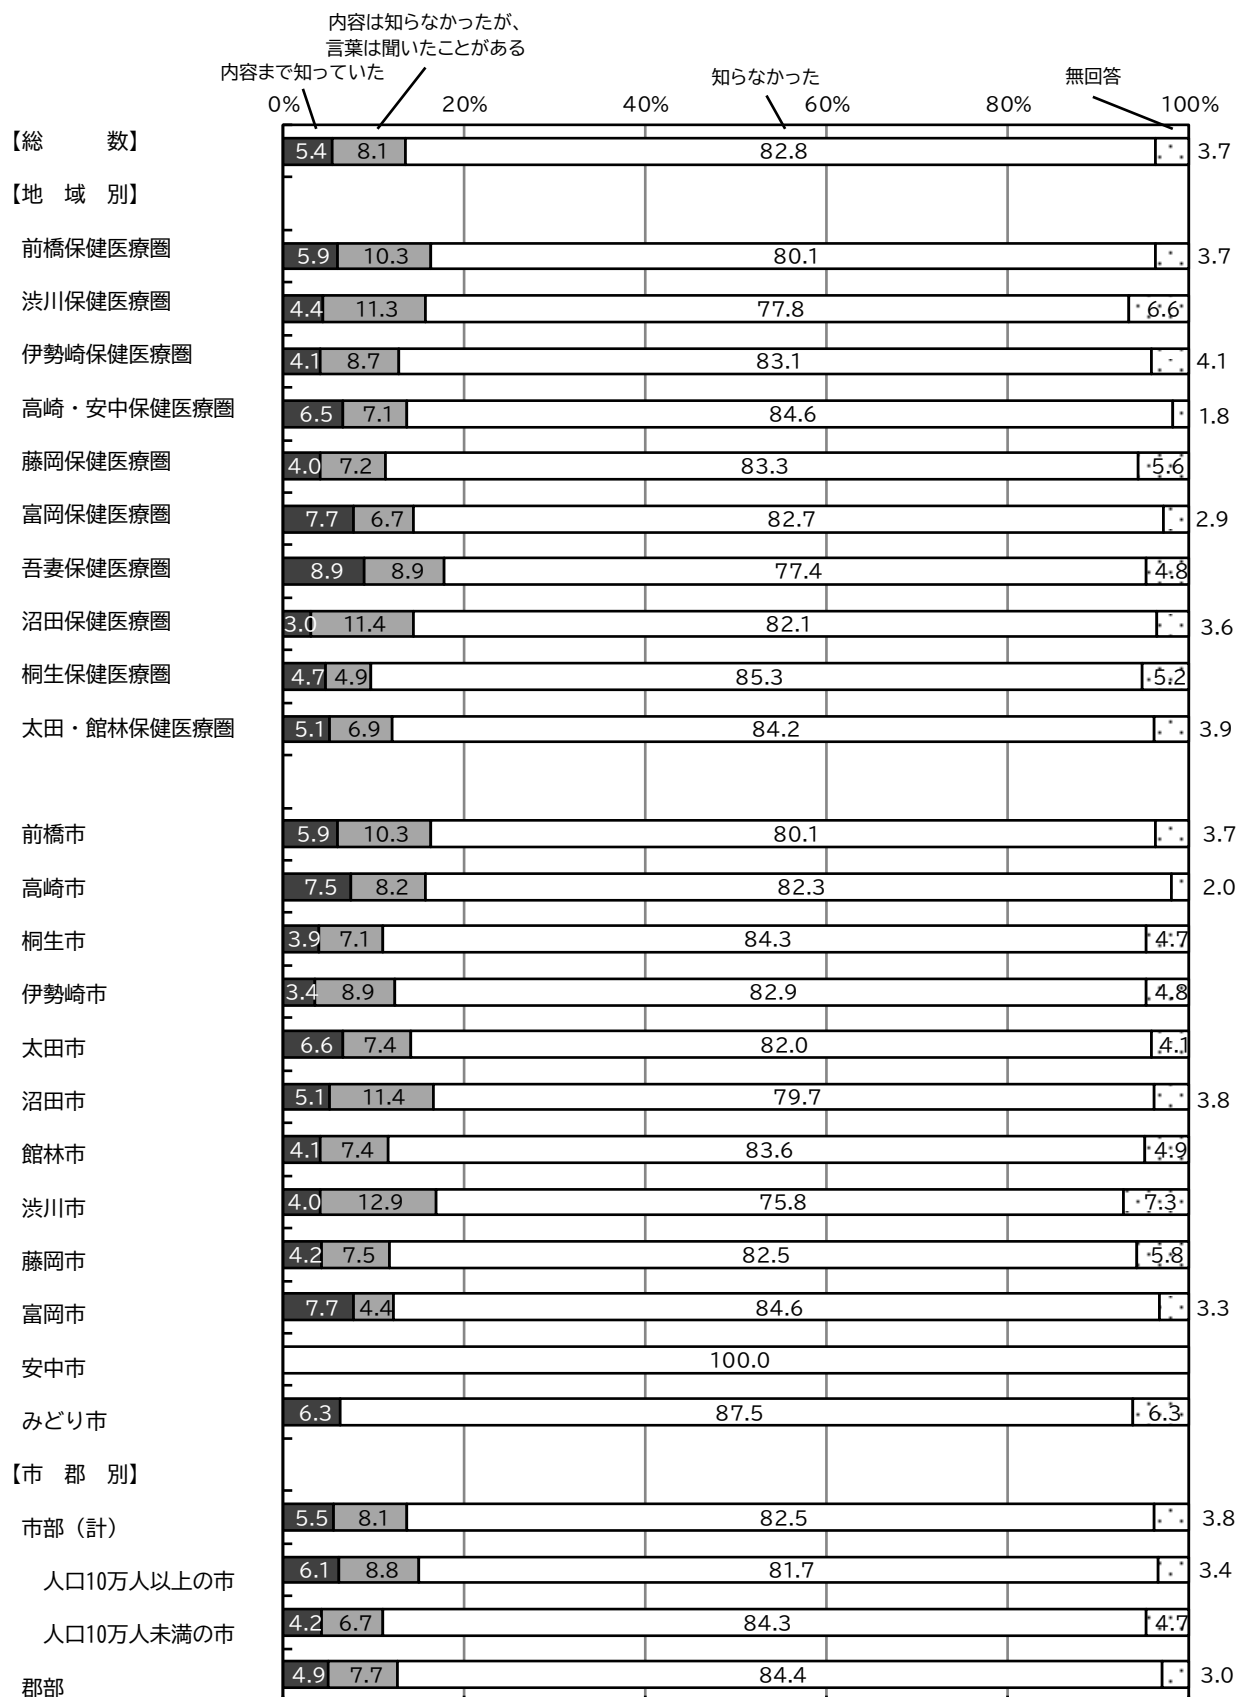 内容は知らなかったが、
言葉は聞いたことがある
内容まで知っていた
知らなかった
無回答
0% 20% 40% 60% 80% 100%
【総 数】 5.4 8.1 82.8 3.7
【地 域 別】
前橋保健医療圏 5.9 10.3 80.1 3.7
渋川保健医療圏 4.4 11.3 77.8 6.6
伊勢崎保健医療圏 4.1 8.7 83.1 4.1
高崎・安中保健医療圏 6.5 7.1 84.6 1.8
藤岡保健医療圏 4.0 7.2 83.3 5.6
富岡保健医療圏 7.7 6.7 82.7 2.9
吾妻保健医療圏 8.9 8.9 77.4 4.8
沼田保健医療圏 3.0 11.4 82.1 3.6
桐生保健医療圏 4.7 4.9 85.3 5.2
太田・館林保健医療圏 5.1 6.9 84.2 3.9
前橋市 5.9 10.3 80.1 3.7
高崎市 7.5 8.2 82.3 2.0
桐生市 3.9 7.1 84.3 4.7
伊勢崎市 3.4 8.9 82.9 4.8
太田市 6.6 7.4 82.0 4.1
沼田市 5.1 11.4 79.7 3.8
館林市 4.1 7.4 83.6 4.9
渋川市 4.0 12.9 75.8 7.3
藤岡市 4.2 7.5 82.5 5.8
富岡市 7.7 4.4 84.6 3.3
安中市 100.0
みどり市 6.3 87.5 6.3
【市 郡 別】
市部（計） 5.5 8.1 82.5 3.8
人口10万人以上の市 6.1 8.8 81.7 3.4
人口10万人未満の市 4.2 6.7 84.3 4.7
郡部 4.9 7.7 84.4 3.0